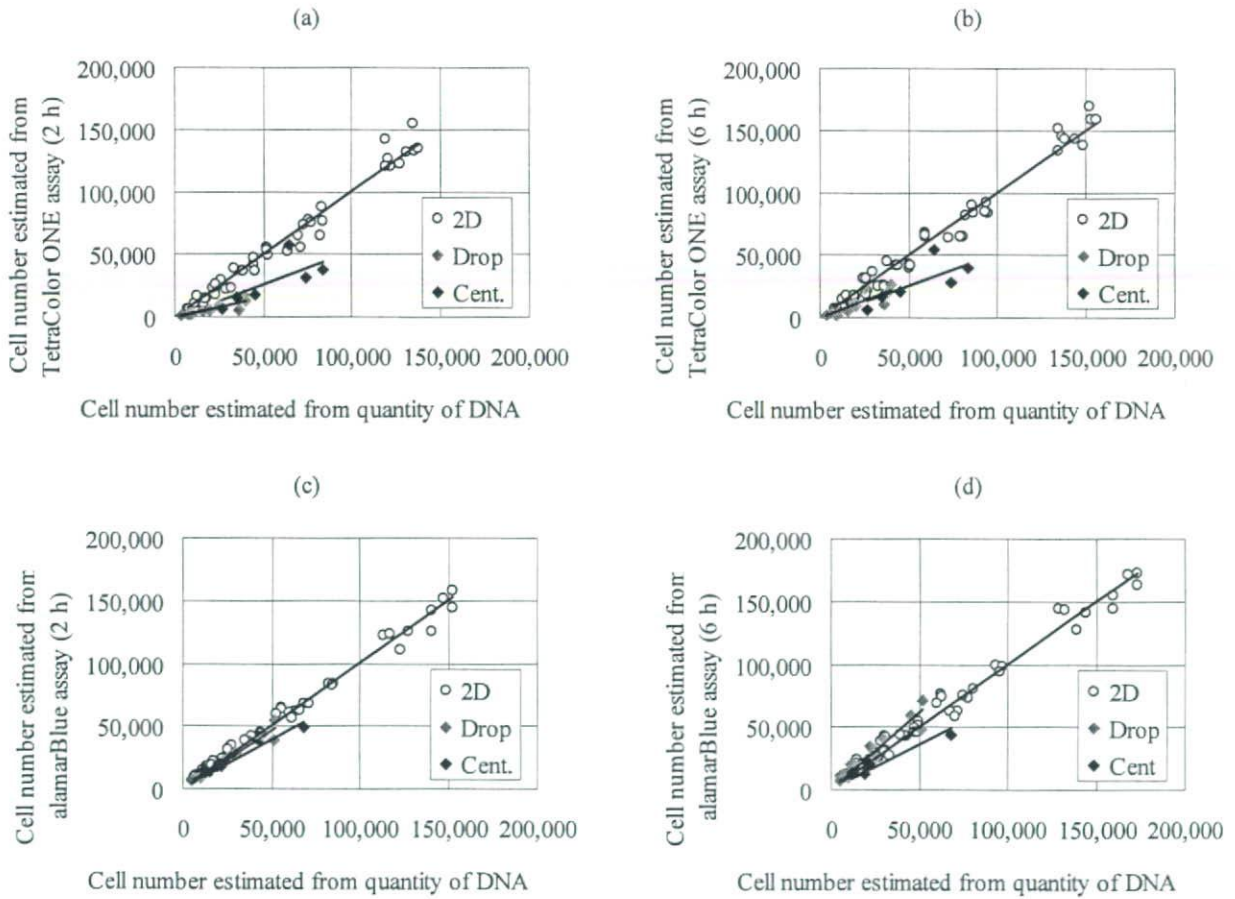 (a)
Cell number estimated from
TetraColor ONE assay (2 h)
200,000
150,000
100,000
50,000
0
2D
Drop
Cent.
0 50,000 100,000 150,000 200,000
Cell number estimated from quantity of DNA
(b)
Cell number estimated from
TetraColor ONE assay (6 h)
200,000
150,000
100,000
50,000
0
2D
Drop
Cent.
0 50,000 100,000 150,000 200,000
Cell number estimated from quantity of DNA
(c)
Cell number estimated from
alamarBlue assay (2 h)
200,000
150,000
100,000
50,000
0
2D
Drop
Cent.
0 50,000 100,000 150,000 200,000
Cell number estimated from quantity of DNA
(d)
Cell number estimated from
alamarBlue assay (6 h)
200,000
150,000
100,000
50,000
0
2D
Drop
Cent
0 50,000 100,000 150,000 200,000
Cell number estimated from quantity of DNA